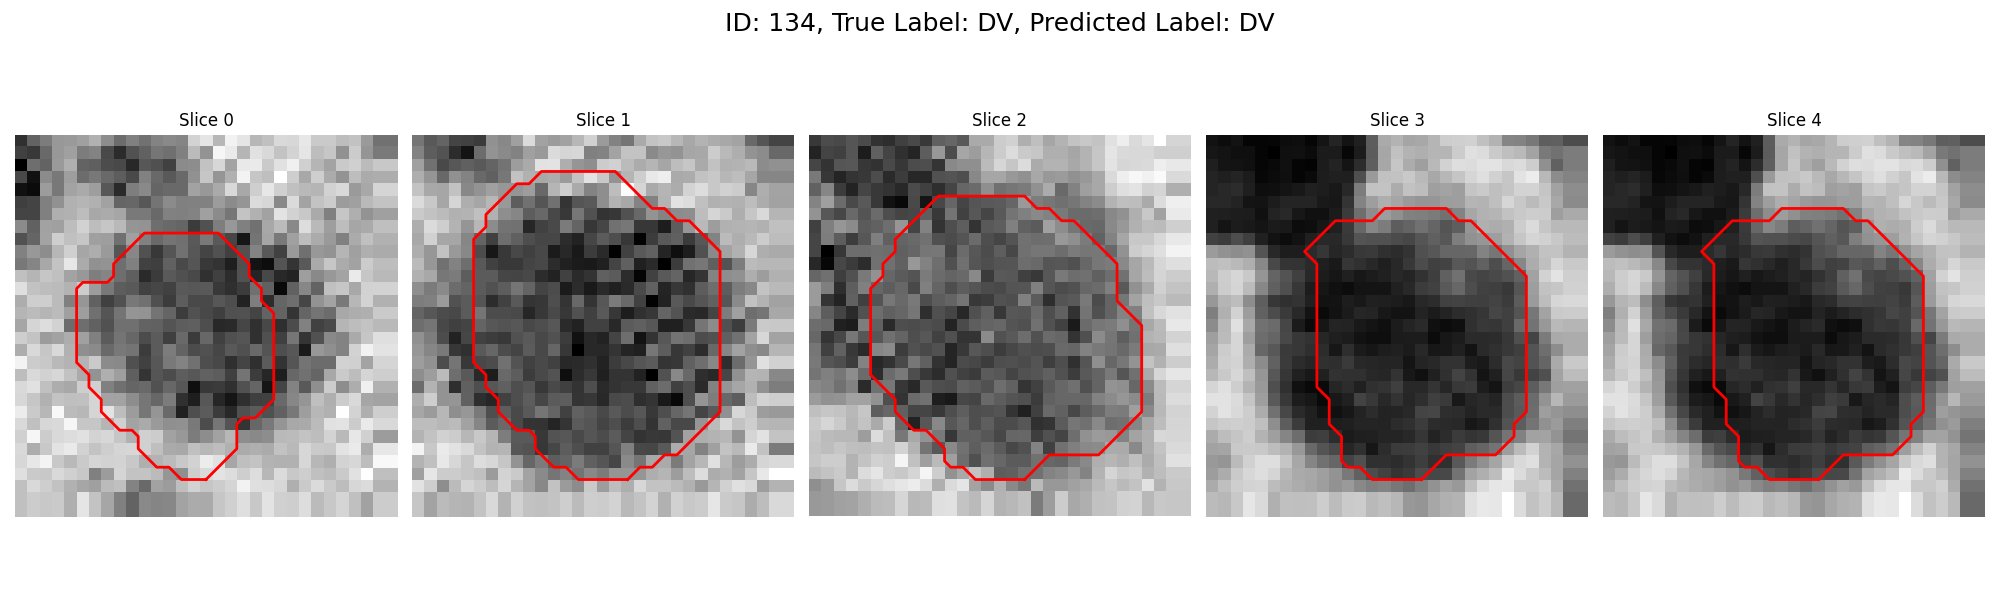 ID: 134, True Label: DV, Predicted Label: DV
Slice 0
Slice 1
Slice 2
Slice 3
Slice 4